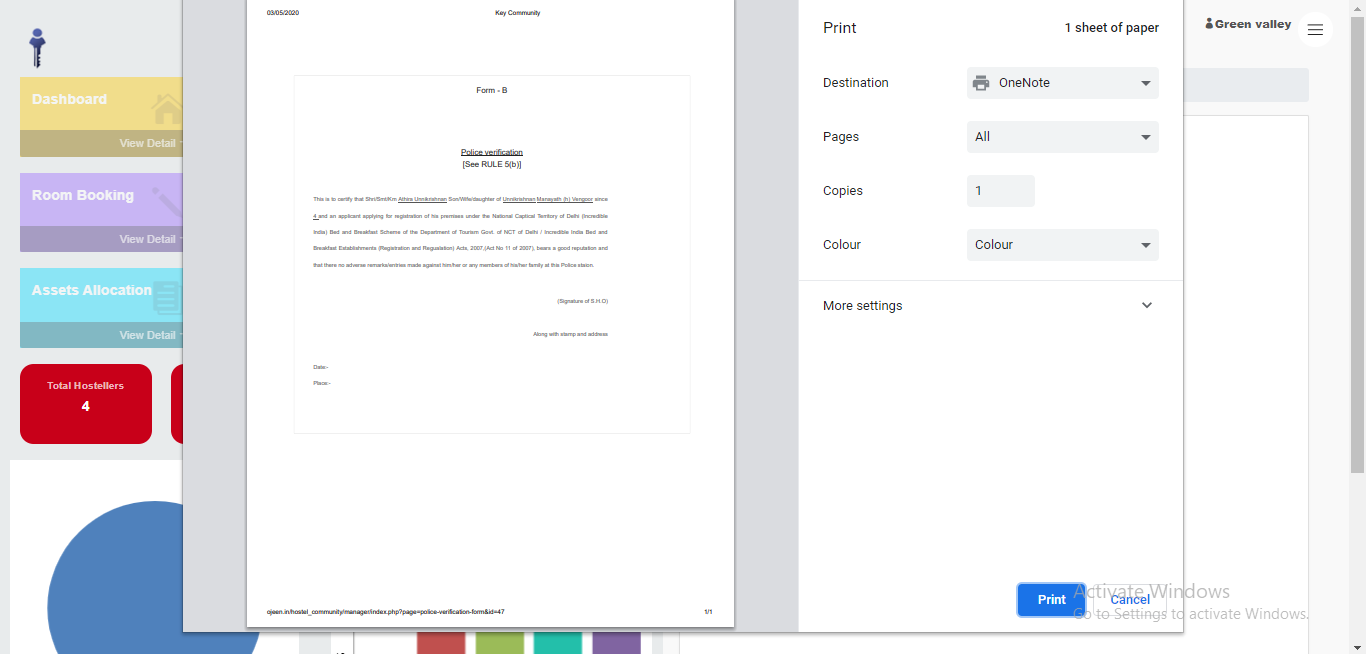 Dashboard
View Detail
Room Booking
View Detail
Assets Allocation
View Detail
Total Hostellers
4
03/05/2020
Key Community
Form - B
Police verification
[See RULE 5(b)]
This is to certify that Shri/Smt/Km Athira Unnikrishnan Son/Wife/daughter of Unnikrishnan Manayath (h) Vengoor since
4 and an applicant applying for registration of his premises under the National Captical Territory of Delhi (Incredible
India) Bed and Breakfast Scheme of the Department of Tourism Govt. of NCT of Delhi / Incredible India Bed and
Breakfast Establishments (Registration and Regualation) Acts, 2007,(Act No 11 of 2007), bears a good reputation and
that there no adverse remarks/entries made against him/her or any members of his/her family at this Police staion.
(Signature of S.H.O)
Along with stamp and address
Date:-
Place:-
ojeen.in/hostel_community/manager/index.php?page=police-verification-form&id=47
1/1
Print
1 sheet of paper
Destination
OneNote
Pages
All
Copies
1
Colour
Colour
More settings
Print
Cancel
Green valley
Activate Windows
Go to Settings to activate Windows.